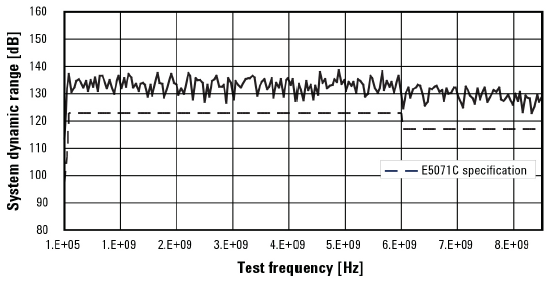 System dynamic range [dB]
160
150
140
130
120
110
100
90
80
E5071C specification
1.E+05 1.E+09 2.E+09 3.E+09 4.E+09 5.E+09 6.E+09 7.E+09 8.E+09
Test frequency [Hz]